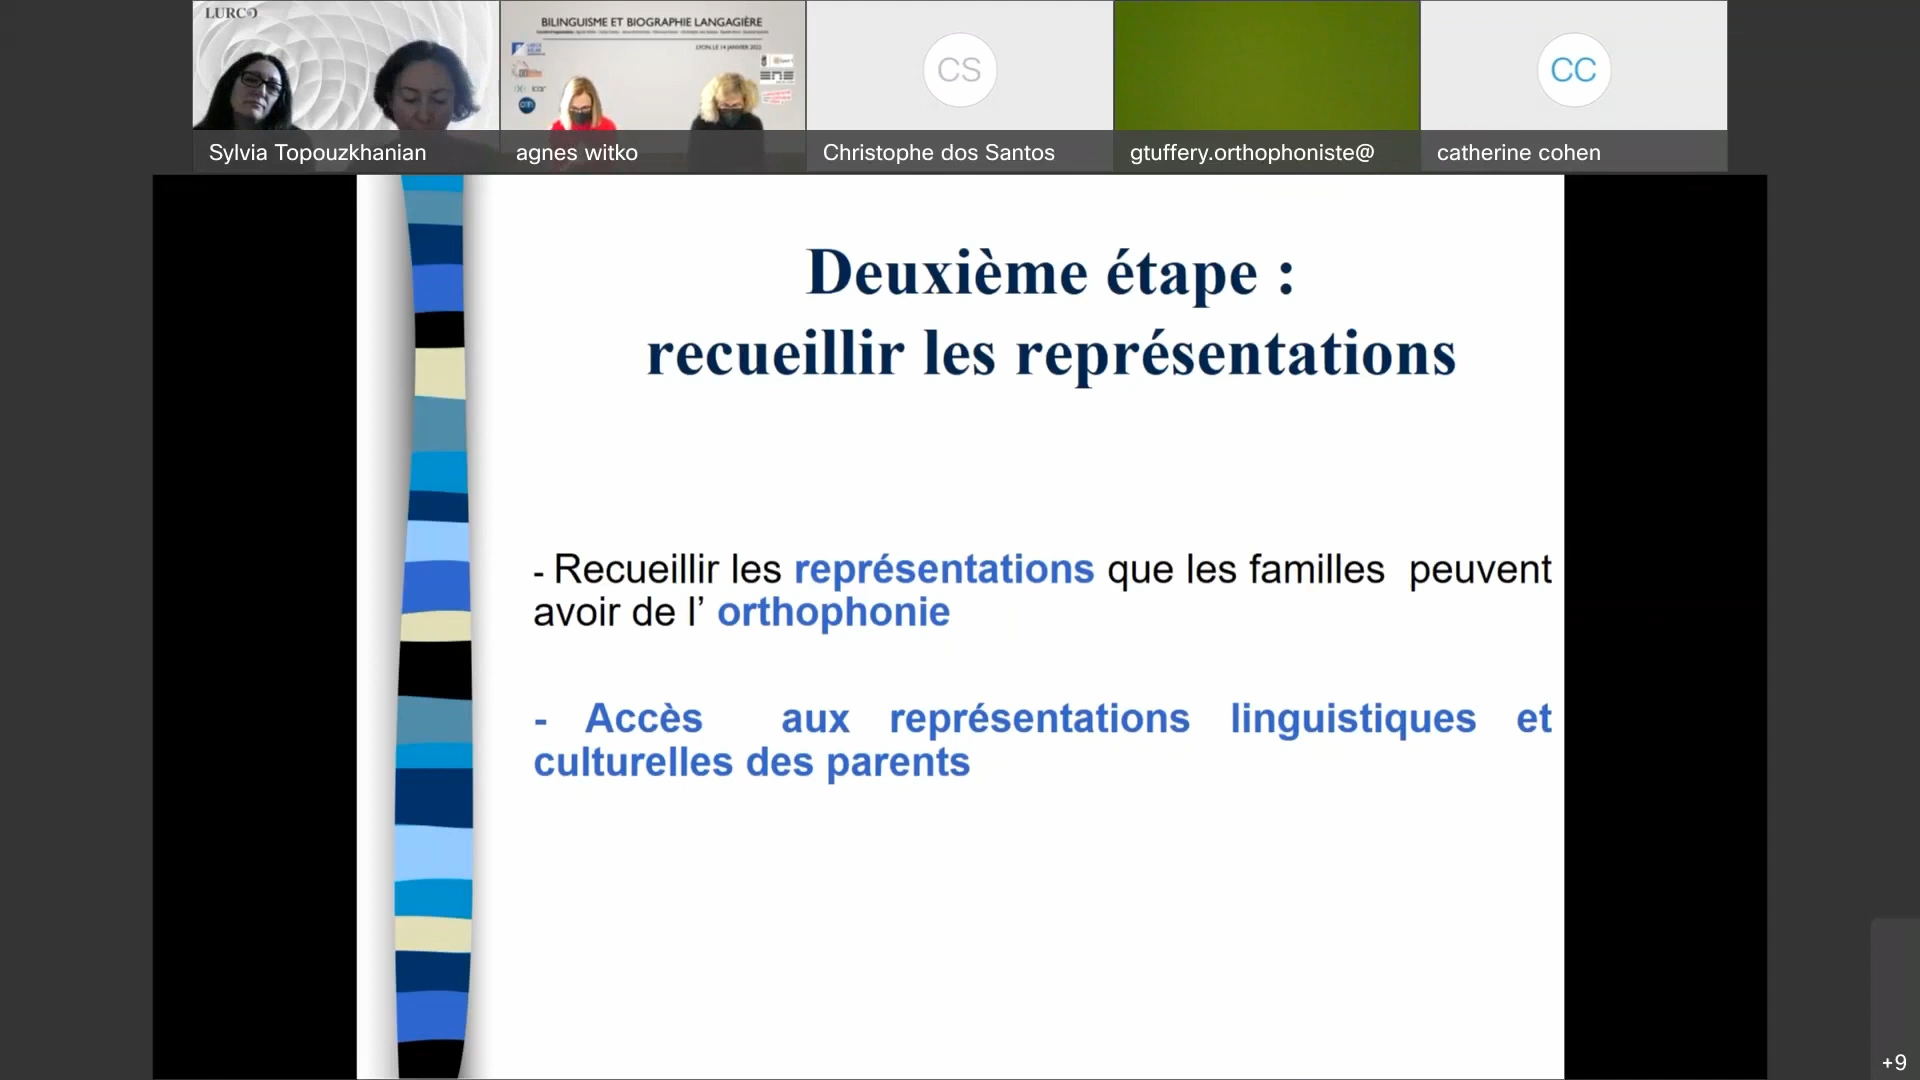 LURCO
BILINGUISME ET BIOGRAPHIE LANGAGIÈRE
LYON, LE 14 JANVIER 2022
icar
CS
CC
Sylvia Topouzkhanian
agnes witko
Christophe dos Santos
gtuffery.orthophoniste@
catherine cohen
Deuxième étape :
recueillir les représentations
- Recueillir les représentations que les familles peuvent
avoir de l’ orthophonie
- Accès aux représentations linguistiques et
culturelles des parents
+9